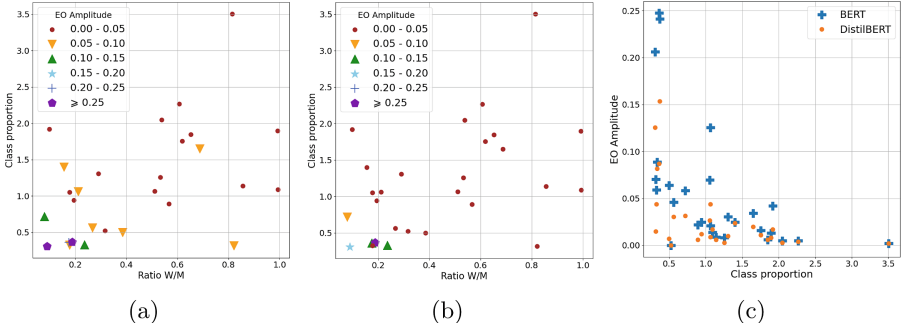 EO Amplitude
0.00 - 0.05
0.05 - 0.10
0.10 - 0.15
0.15 - 0.20
0.20 - 0.25
⩾ 0.25
3.5
3.0
2.5
2.0
1.5
1.0
0.5
Class proportion
0.2 0.4 0.6 0.8 1.0
Ratio W/M
(a)
EO Amplitude
0.00 - 0.05
0.05 - 0.10
0.10 - 0.15
0.15 - 0.20
0.20 - 0.25
⩾ 0.25
3.5
3.0
2.5
2.0
1.5
1.0
0.5
Class proportion
0.2 0.4 0.6 0.8 1.0
Ratio W/M
(b)
BERT
DistilBERT
0.25
0.20
0.15
0.10
0.05
0.00
EO Amplitude
0.5 1.0 1.5 2.0 2.5 3.0 3.5
Class proportion
(c)